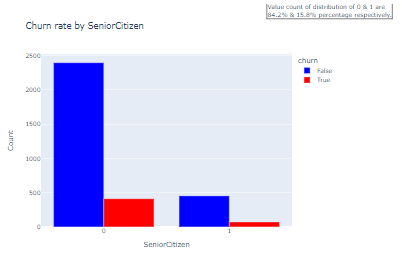 Value count of distribution of 0 & 1 are
84.2% & 15.8% percentage respectively.
Churn rate by SeniorCitizen
churn
False
True
2500
2000
1500
1000
500
0
Count
0 1
SeniorCitizen